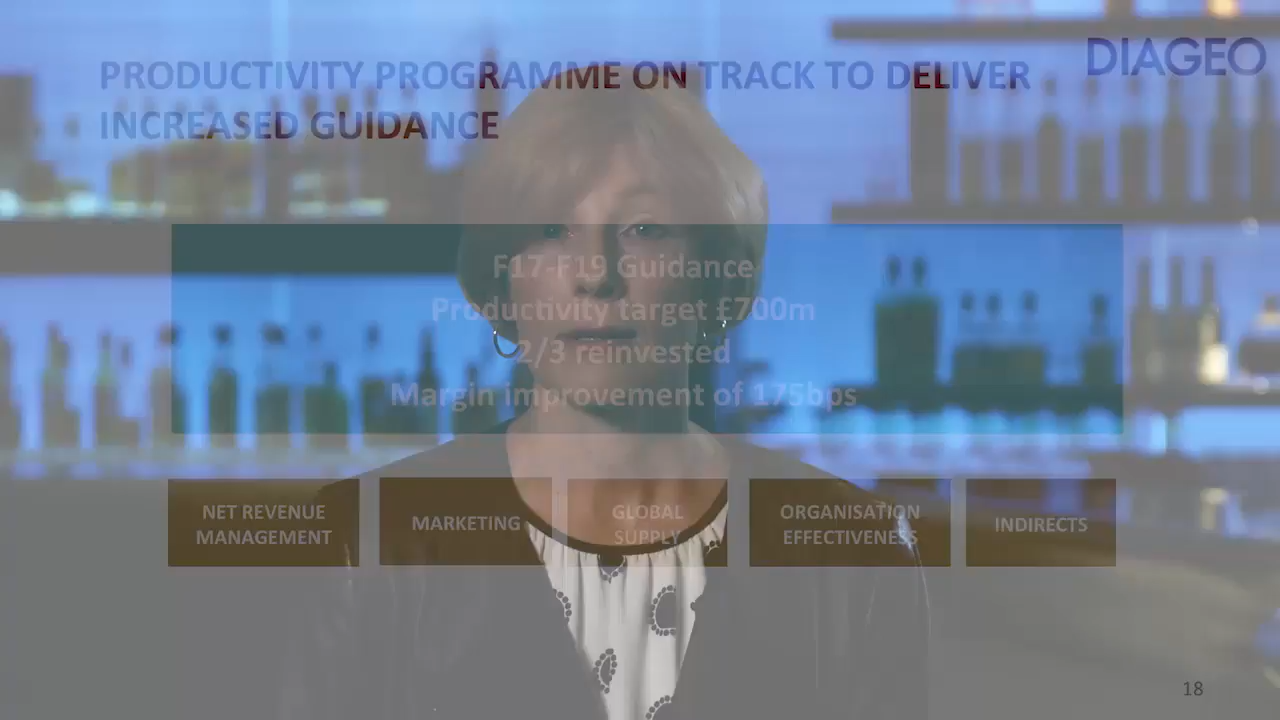 DIAGEO
PRODUCTIVITY PROGRAMME ON TRACK TO DELIVER
INCREASED GUIDANCE
F17-F19 Guidance
Productivity target £700m
2/3 reinvested
Margin improvement of 175bps
NET REVENUE
MANAGEMENT
MARKETING
GLOBAL
SUPPLY
ORGANISATION
EFFECTIVENESS
INDIRECTS
18